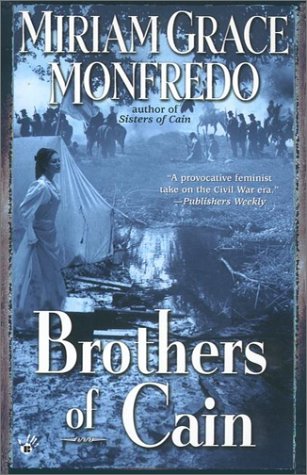 MIRIAM GRACE
MONFREDO
author of
Sisters of Cain
"A provocative feminist
take on the Civil War era."
—Publishers Weekly
Brothers
of
Cain